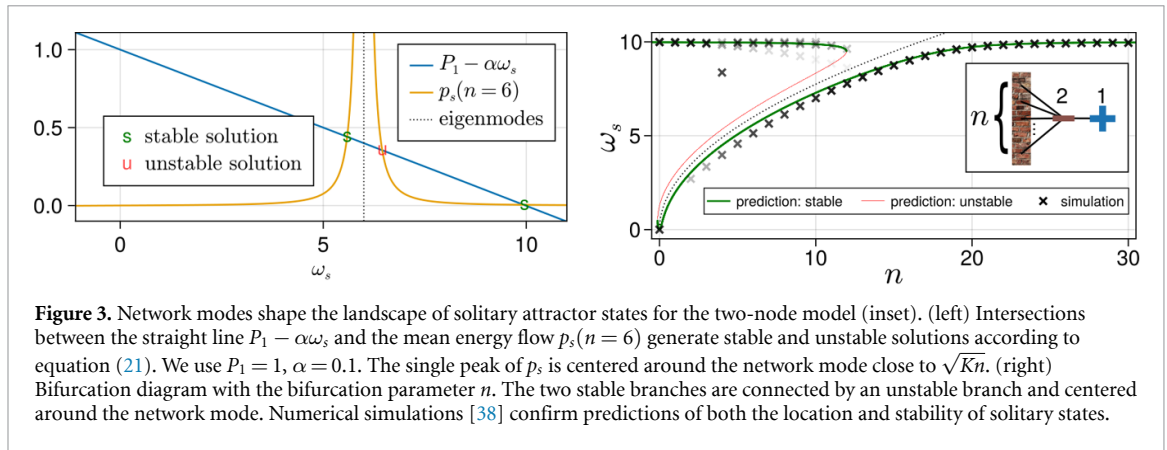 1.0
0.5
0.0
0
5
10
ω_s
P_1 − αω_s
p_s(n = 6)
eigenmodes
s stable solution
u unstable solution
s
u
s
10
5
0
ω_s
0
10
20
30
n
n { 2 1
prediction: stable
prediction: unstable
simulation
Figure 3. Network modes shape the landscape of solitary attractor states for the two-node model (inset). (left) Intersections
between the straight line P_1 − αω_s and the mean energy flow p_s(n = 6) generate stable and unstable solutions according to
equation (21). We use P_1 = 1, α = 0.1. The single peak of p_s is centered around the network mode close to √Kn. (right)
Bifurcation diagram with the bifurcation parameter n. The two stable branches are connected by an unstable branch and centered
around the network mode. Numerical simulations [38] confirm predictions of both the location and stability of solitary states.